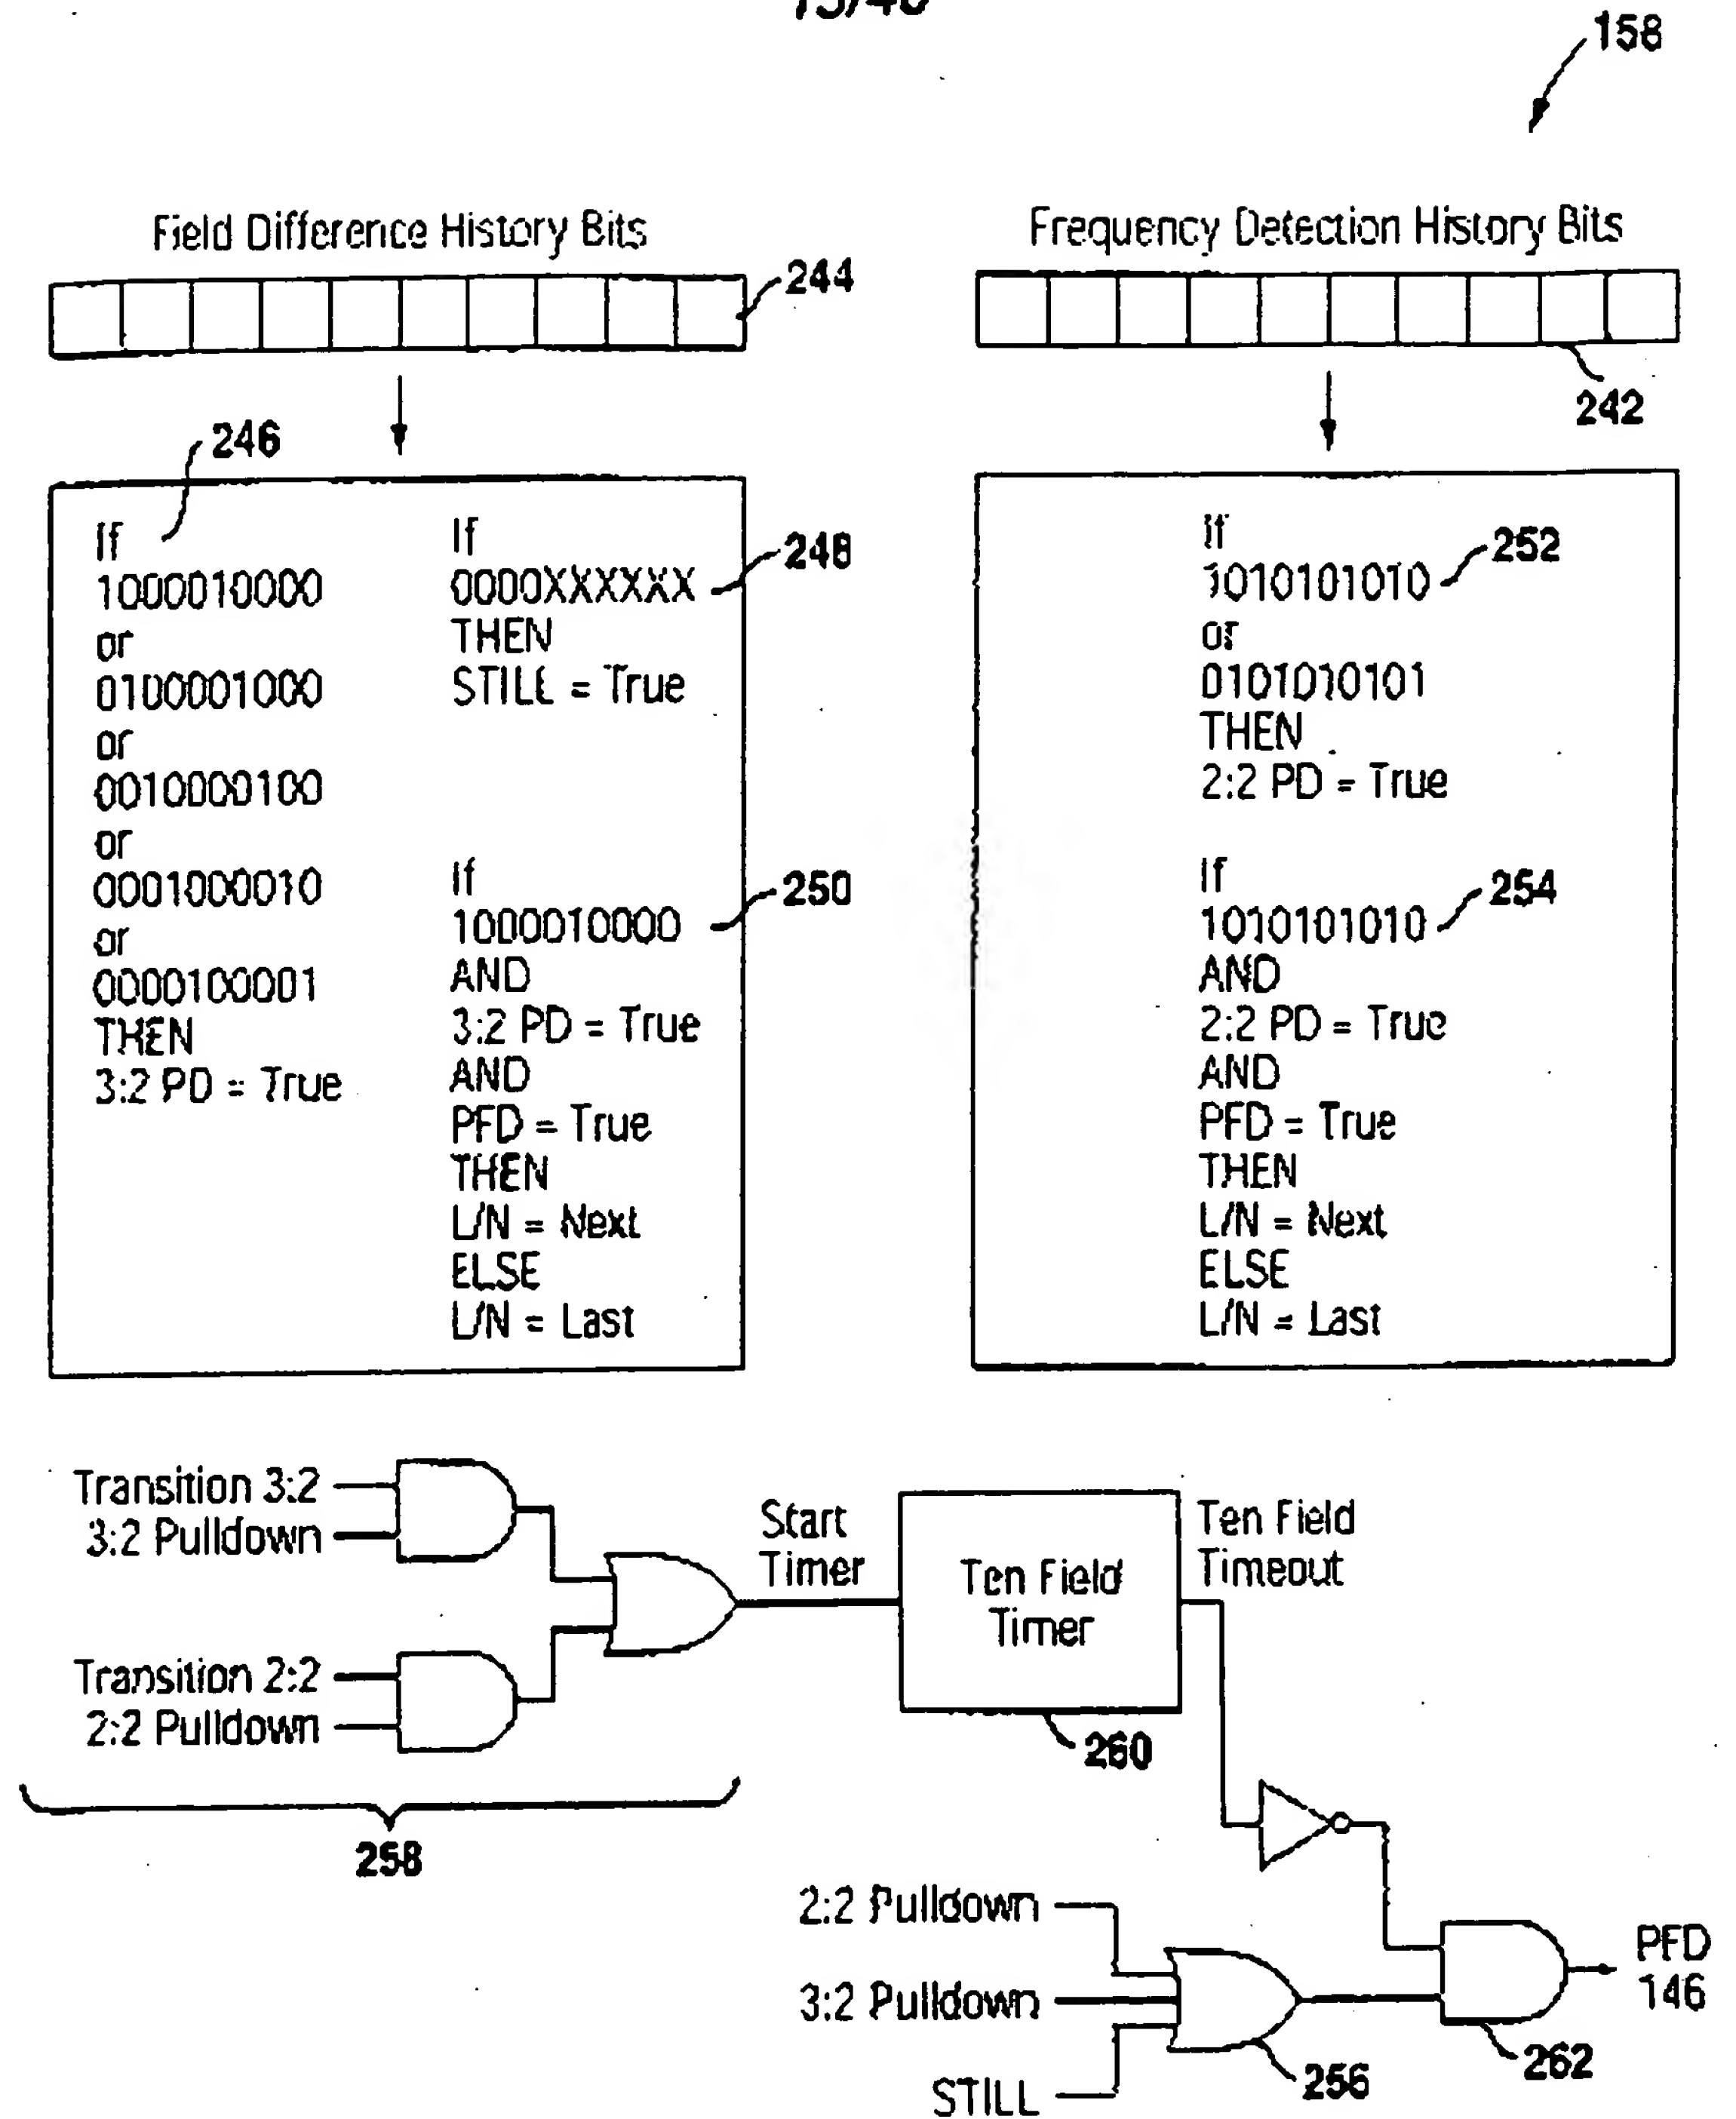 158
Field Difference History Bits
244
Frequency Detection History Bits
242
246
If
1000010000
or
0100001000
or
0010000100
or
0001000010
or
0000100001
THEN
3:2 PD = True
If
0000XXXXXX
248
THEN
STILL = True
If
1000010000
250
AND
3:2 PD = True
AND
PFD = True
THEN
L/N = Next
ELSE
L/N = Last
If
1010101010
252
or
0101010101
THEN
2:2 PD = True
If
1010101010
254
AND
2:2 PD = True
AND
PFD = True
THEN
L/N = Next
ELSE
L/N = Last
Transition 3:2
3:2 Pulldown
Transition 2:2
2:2 Pulldown
258
Start
Timer
Ten Field
Timer
260
Ten Field
Timeout
2:2 Pulldown
3:2 Pulldown
STILL
256
262
PFD
146